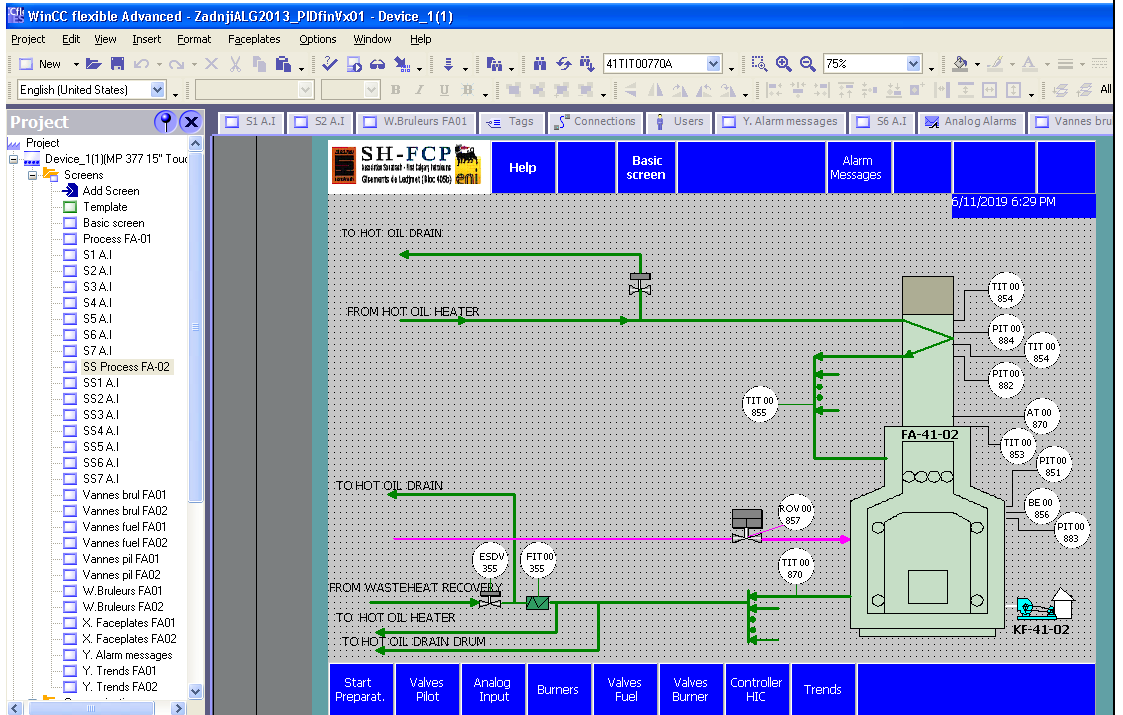 WinCC flexible Advanced - ZadnjiALG2013_PIDfinVx01 - Device_1(1)
Project Edit View Insert Format Faceplates Options Window Help
New 41TIT00770A 75%
English (United States) B I U B All
Project
S1 A.I S2 A.I W.Bruleurs FA01 Tags Connections Users Y. Alarm messages S6 A.I Analog Alarms Vannes bru
Project
Device_1(1)(MP 377 15" Touc
Screens
Add Screen
Template
Basic screen
Process FA-01
S1 A.I
S2 A.I
S3 A.I
S4 A.I
S5 A.I
S6 A.I
S7 A.I
SS Process FA-02
SS1 A.I
SS2 A.I
SS3 A.I
SS4 A.I
SS5 A.I
SS6 A.I
SS7 A.I
Vannes brul FA01
Vannes brul FA02
Vannes fuel FA01
Vannes fuel FA02
Vannes pil FA01
Vannes pil FA02
W.Bruleurs FA01
W.Bruleurs FA02
X. Faceplates FA01
X. Faceplates FA02
Y. Alarm messages
Y. Trends FA01
Y. Trends FA02
SH-FCP
Gisements de Ledjmet (Bloc 405b)
eni
Help
Basic
screen
Alarm
Messages
6/11/2019 6:29 PM
TO HOT OIL DRAIN
FROM HOT OIL HEATER
TIT 00
854
PIT 00
884
TIT 00
854
PIT 00
882
TIT 00
855
AT 00
870
FA-41-02
TIT 00
853
PIT 00
851
TO HOT OIL DRAIN
ROV 00
857
BE 00
856
PIT 00
883
ESDV
355
FIT 00
355
TIT 00
870
FROM WASTEHEAT RECOVERY
TO HOT OIL HEATER
KF-41-02
TO HOT OIL DRAIN DRUM
Start
Preparat.
Valves
Pilot
Analog
Input
Burners
Valves
Fuel
Valves
Burner
Controller
HIC
Trends